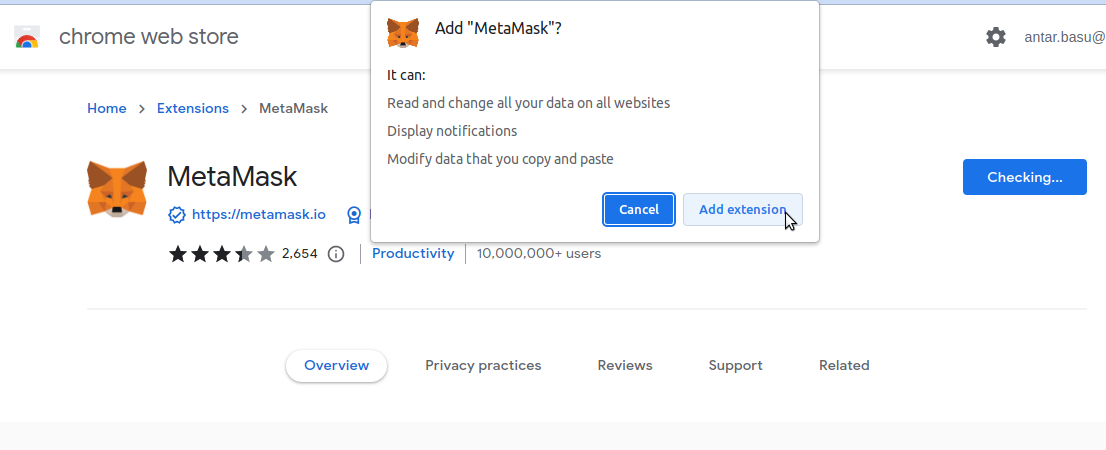 chrome web store
antar.basu@
Add "MetaMask"?
It can:
Read and change all your data on all websites
Display notifications
Modify data that you copy and paste
Cancel
Add extension
Home > Extensions > MetaMask
MetaMask
Checking...
https://metamask.io
2,654
Productivity
10,000,000+ users
Overview
Privacy practices
Reviews
Support
Related